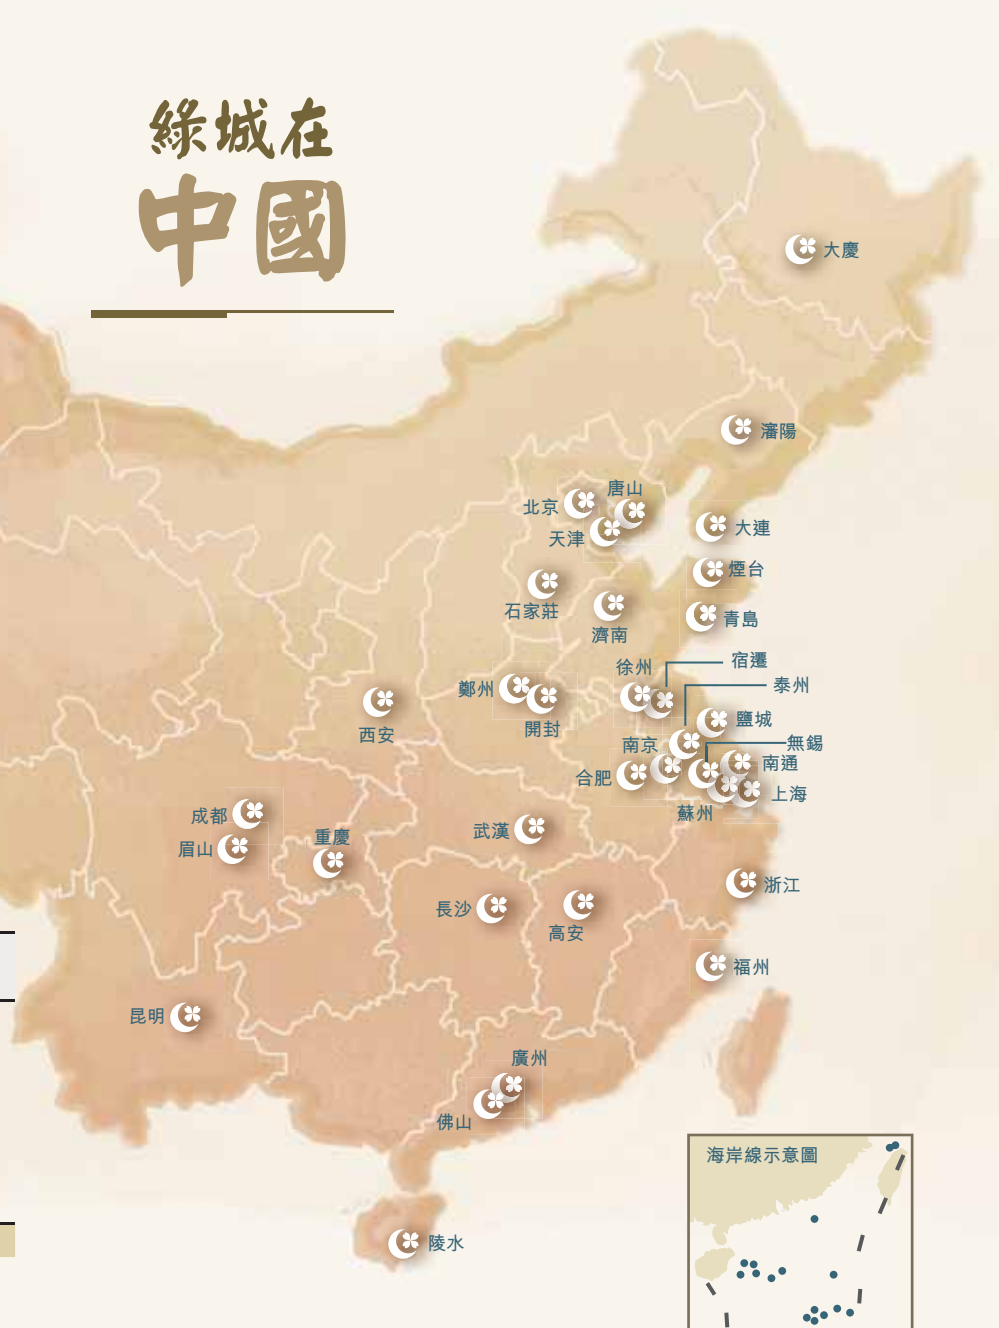 綠城在
中國
大慶
瀋陽
唐山
北京
天津
大連
煙台
石家莊
濟南
青島
徐州
宿遷
泰州
鄭州
開封
鹽城
西安
南京
無錫
南通
合肥
上海
蘇州
成都
眉山
重慶
武漢
浙江
長沙
高安
福州
昆明
廣州
佛山
海岸線示意圖
陵水